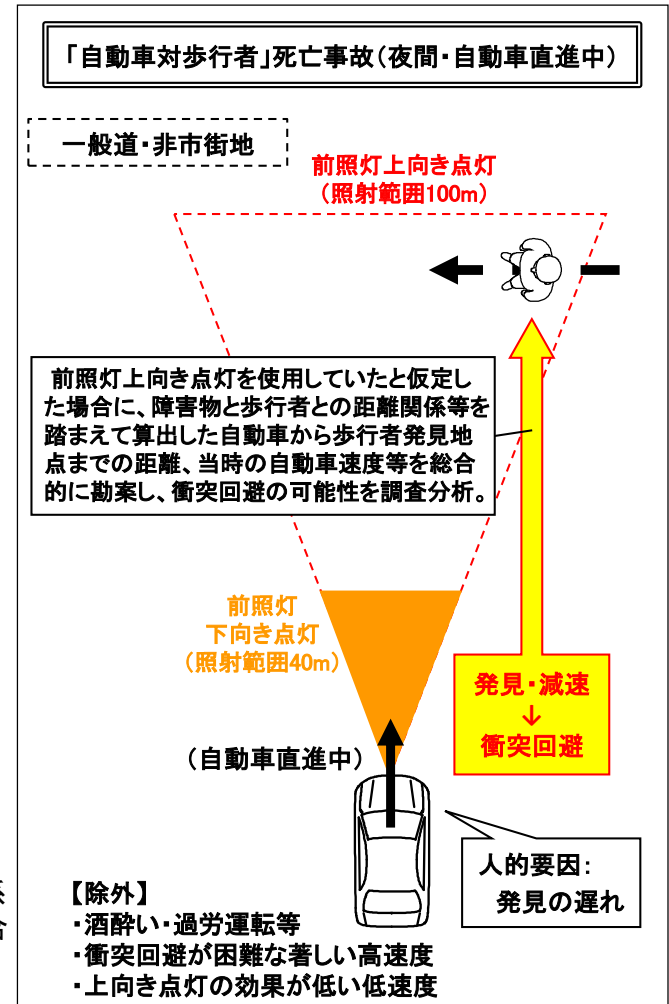 「自動車対歩行者」死亡事故(夜間・自動車直進中)
一般道・非市街地
前照灯上向き点灯
(照射範囲100m)
前照灯上向き点灯を使用していたと仮定し
た場合に、障害物と歩行者との距離関係等を
踏まえて算出した自動車から歩行者発見地
点までの距離、当時の自動車速度等を総合
的に勘案し、衝突回避の可能性を調査分析。
前照灯
下向き点灯
(照射範囲40m)
発見・減速
↓
衝突回避
(自動車直進中)
人的要因:
発見の遅れ
【除外】
・酒酔い・過労運転等
・衝突回避が困難な著しい高速度
・上向き点灯の効果が低い低速度